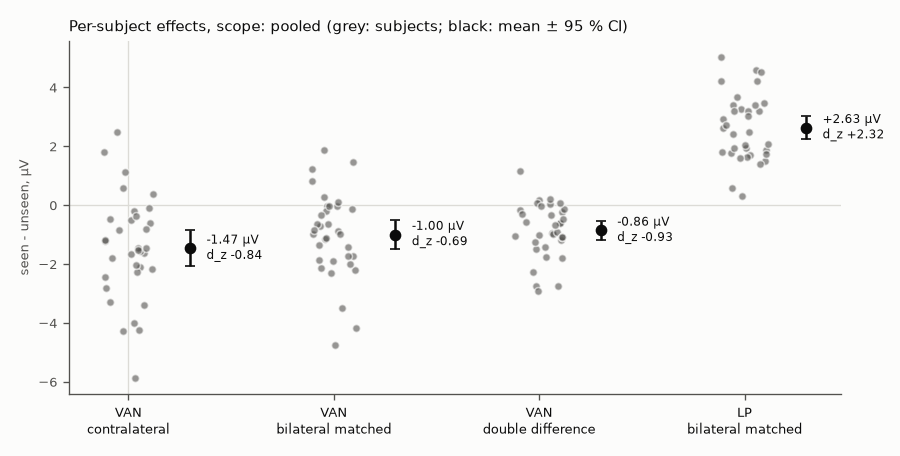 Per-subject effects, scope: pooled (grey: subjects; black: mean ± 95 % CI)
seen - unseen, µV
4
2
0
−2
−4
−6
-1.47 µV
d_z -0.84
-1.00 µV
d_z -0.69
-0.86 µV
d_z -0.93
+2.63 µV
d_z +2.32
VAN
contralateral
VAN
bilateral matched
VAN
double difference
LP
bilateral matched